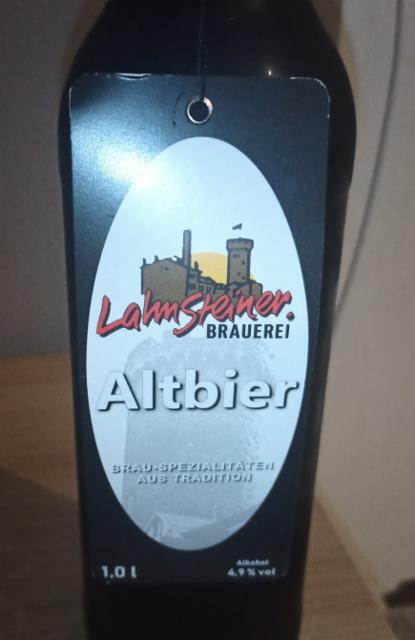 Lahnsteiner.
BRAUEREI
Altbier
BRAU-SPEZIALITÄTEN
AUS TRADITION
1,0 l
Alkohol
4,9 % vol